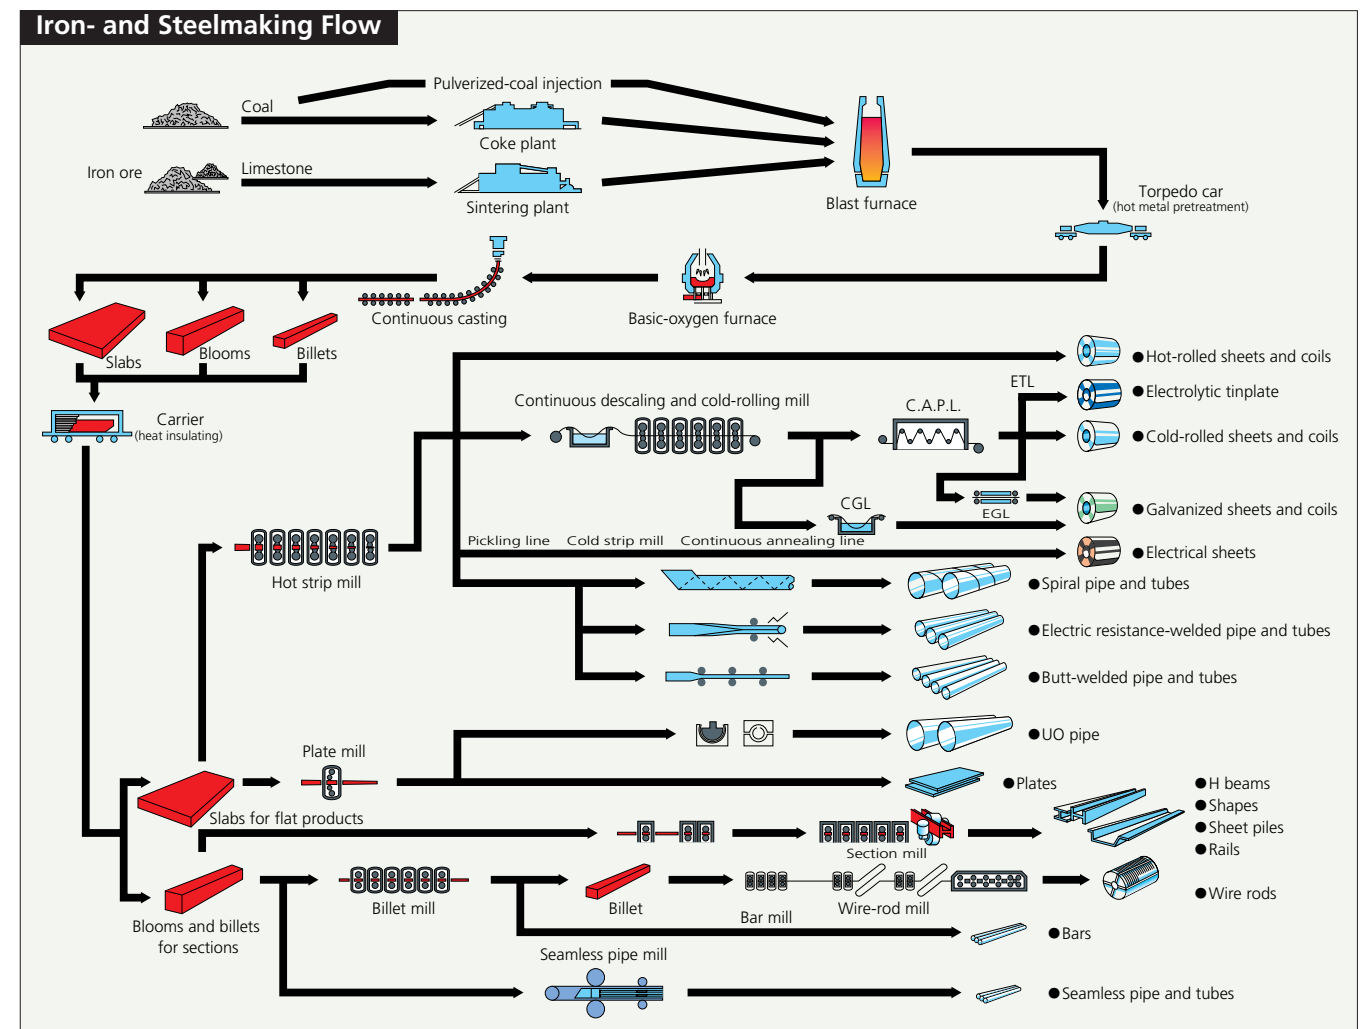 Iron- and Steelmaking Flow
Pulverized-coal injection
Coal
Coke plant
Iron ore
Limestone
Sintering plant
Blast furnace
Torpedo car
(hot metal pretreatment)
Continuous casting
Basic-oxygen furnace
Slabs
Blooms
Billets
Carrier
(heat insulating)
● Hot-rolled sheets and coils
ETL
● Electrolytic tinplate
Continuous descaling and cold-rolling mill
C.A.P.L.
● Cold-rolled sheets and coils
CGL
EGL
● Galvanized sheets and coils
Pickling line
Cold strip mill
Continuous annealing line
● Electrical sheets
Hot strip mill
● Spiral pipe and tubes
● Electric resistance-welded pipe and tubes
● Butt-welded pipe and tubes
● UO pipe
Plate mill
● Plates
Slabs for flat products
● H beams
● Shapes
● Sheet piles
● Rails
Section mill
Billet mill
Billet
Bar mill
Wire-rod mill
● Wire rods
Blooms and billets
for sections
● Bars
Seamless pipe mill
● Seamless pipe and tubes